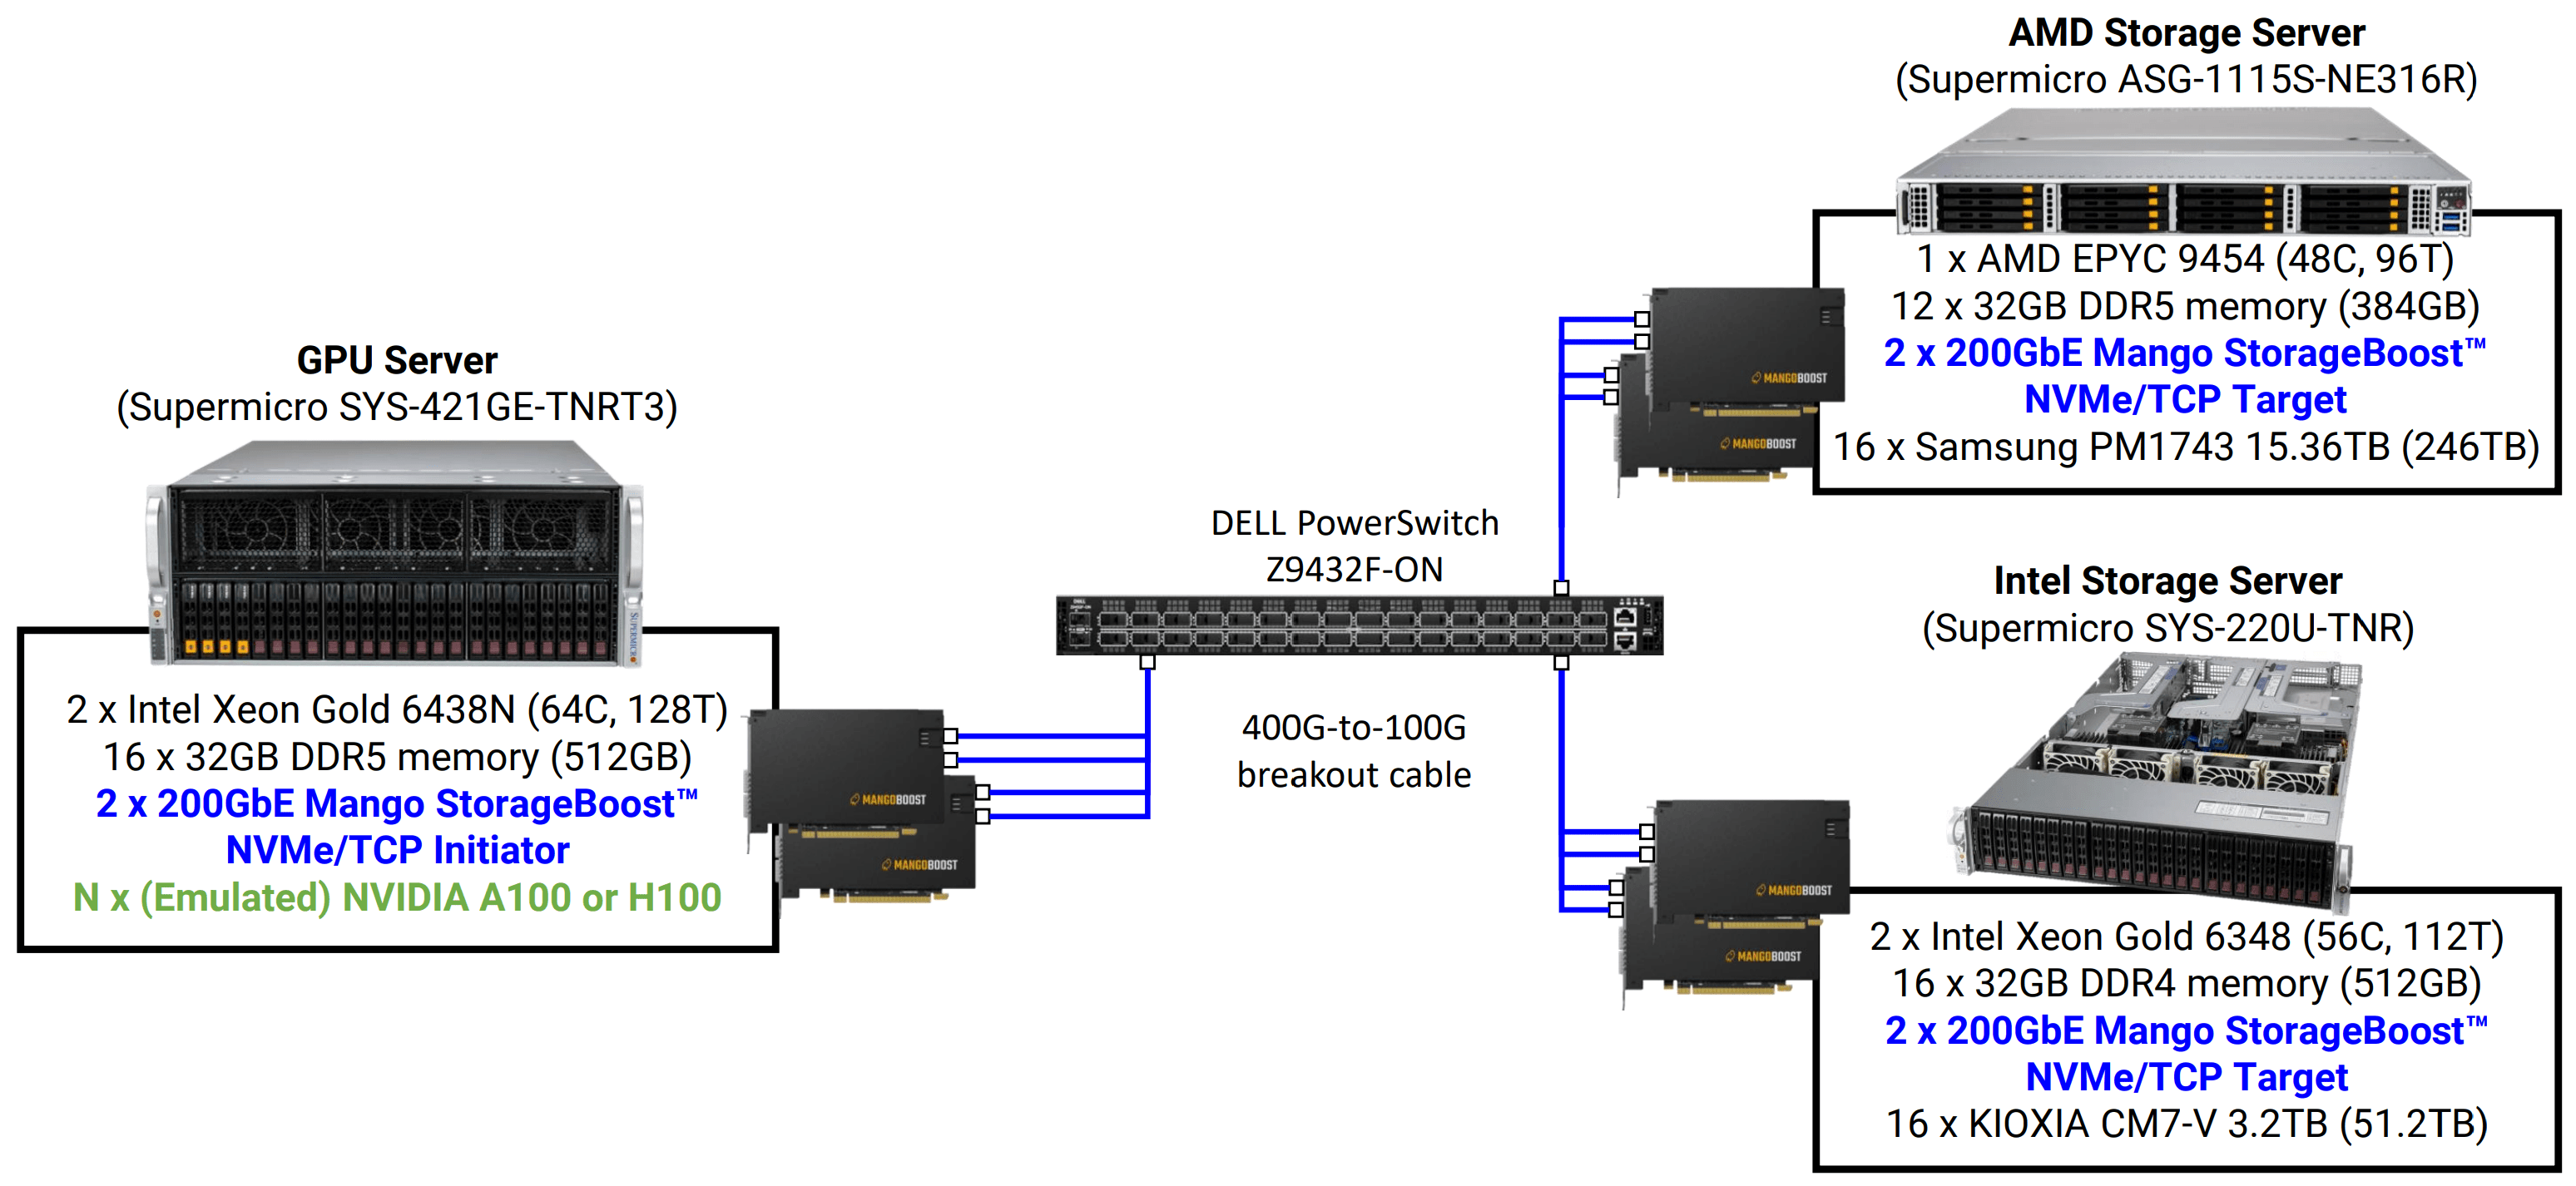 AMD Storage Server
(Supermicro ASG-1115S-NE316R)
1 x AMD EPYC 9454 (48C, 96T)
12 x 32GB DDR5 memory (384GB)
2 x 200GbE Mango StorageBoost™
NVMe/TCP Target
16 x Samsung PM1743 15.36TB (246TB)
MANGOBOOST
MANGOBOOST
GPU Server
(Supermicro SYS-421GE-TNRT3)
SUPERMICRO
2 x Intel Xeon Gold 6438N (64C, 128T)
16 x 32GB DDR5 memory (512GB)
2 x 200GbE Mango StorageBoost™
NVMe/TCP Initiator
N x (Emulated) NVIDIA A100 or H100
MANGOBOOST
MANGOBOOST
DELL PowerSwitch
Z9432F-ON
400G-to-100G
breakout cable
Intel Storage Server
(Supermicro SYS-220U-TNR)
2 x Intel Xeon Gold 6348 (56C, 112T)
16 x 32GB DDR4 memory (512GB)
2 x 200GbE Mango StorageBoost™
NVMe/TCP Target
16 x KIOXIA CM7-V 3.2TB (51.2TB)
MANGOBOOST
MANGOBOOST